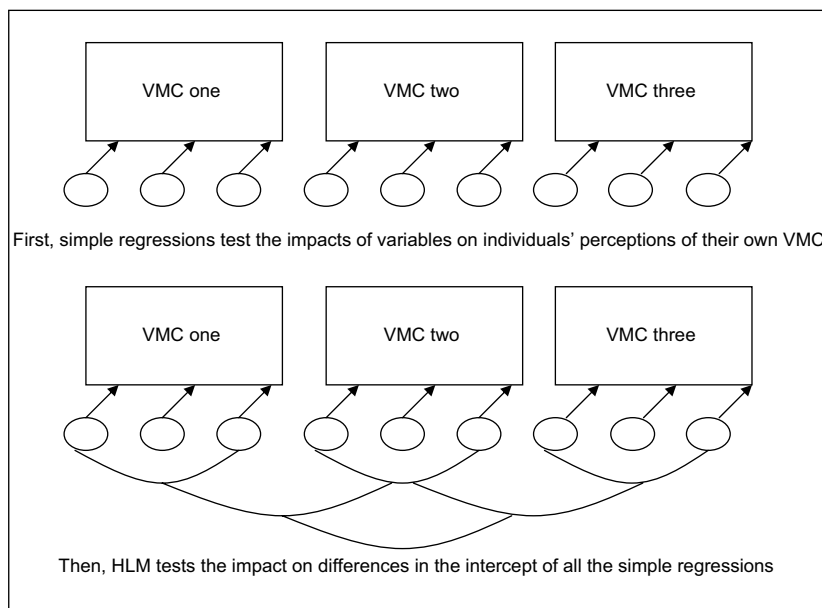 VMC one
VMC two
VMC three
First, simple regressions test the impacts of variables on individuals’ perceptions of their own VMC
VMC one
VMC two
VMC three
Then, HLM tests the impact on differences in the intercept of all the simple regressions